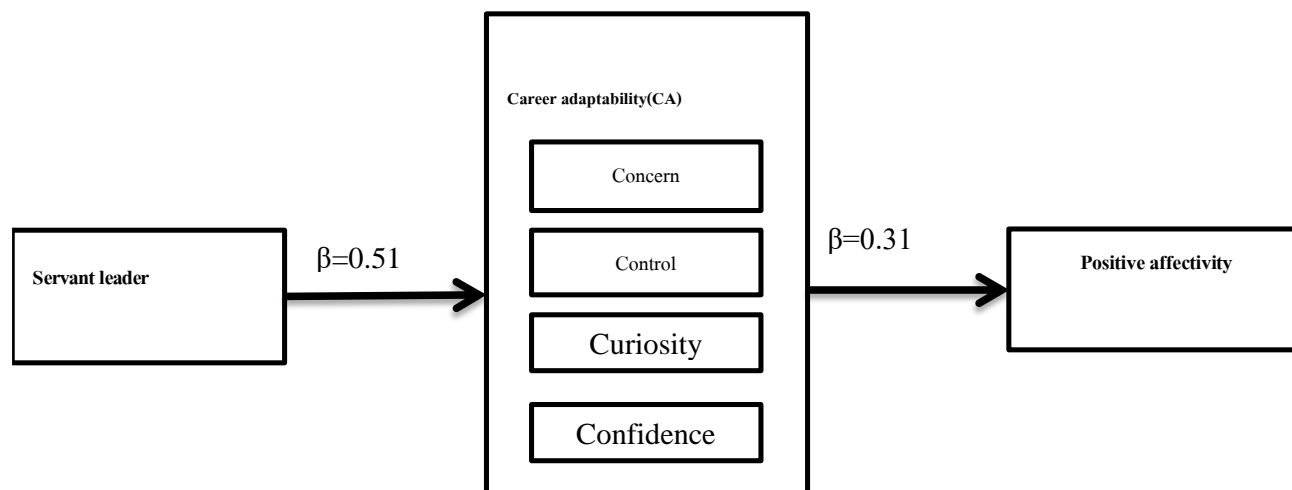 Career adaptability(CA)
Concern
Servant leader
β=0.51
Control
β=0.31
Positive affectivity
Curiosity
Confidence